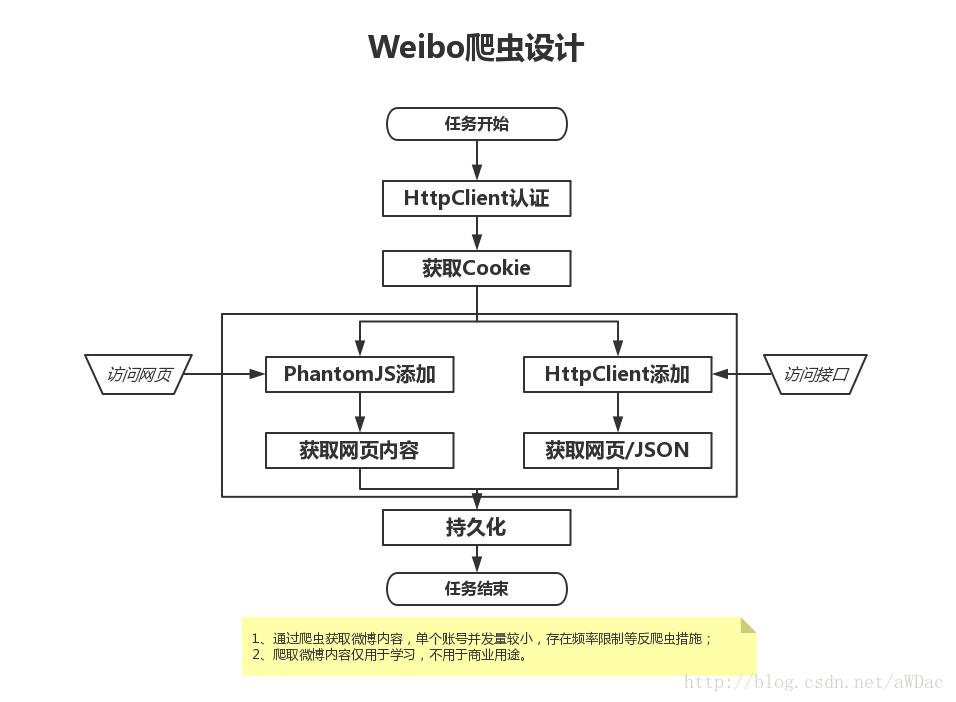 Weibo爬虫设计
任务开始
HttpClient认证
获取Cookie
访问网页
PhantomJS添加
HttpClient添加
访问接口
获取网页内容
获取网页/JSON
持久化
任务结束
1、通过爬虫获取微博内容，单个账号并发量较小，存在频率限制等反爬虫措施；
2、爬取微博内容仅用于学习，不用于商业用途。
http://blog.csdn.net/aWDac